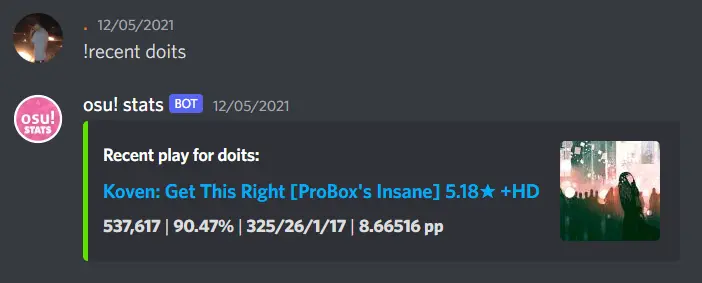 . 12/05/2021
!recent doits
osu! STATS
osu! stats BOT 12/05/2021
Recent play for doits:
Koven: Get This Right [ProBox's Insane] 5.18★ +HD
537,617 | 90.47% | 325/26/1/17 | 8.66516 pp